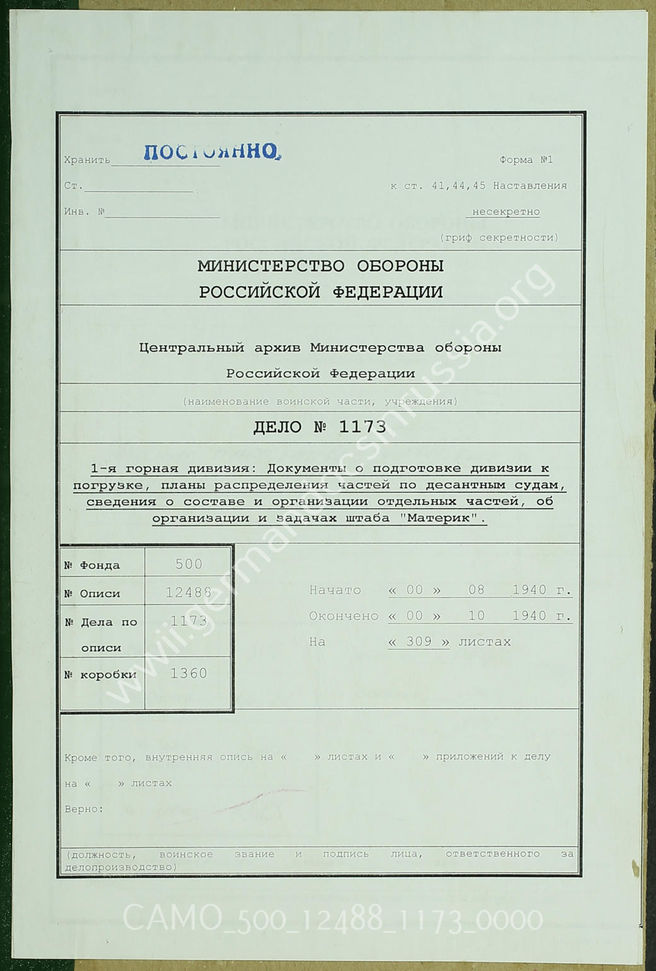 Хранить ПОСТОЯННО
Форма №1
Ст.
к ст. 41,44,45 Наставления
Инв. №
несекретно
(гриф секретности)
МИНИСТЕРСТВО ОБОРОНЫ
РОССИЙСКОЙ ФЕДЕРАЦИИ
Центральный архив Министерства обороны
Российской Федерации
(наименование воинской части, учреждения)
ДЕЛО № 1173
1-я горная дивизия: Документы о подготовке дивизии к
погрузке, планы распределения частей по десантным судам,
сведения о составе и организации отдельных частей, об
организации и задачах штаба "Материк".
№ Фонда 500
№ Описи 12488
№ Дела по описи 1173
№ коробки 1360
Начато « 00 » 08 1940 г.
Окончено « 00 » 10 1940 г.
На « 309 » листах
Кроме того, внутренняя опись на « » листах и « » приложений к делу
на « » листах
Верно:
(должность, воинское звание и подпись лица, ответственного за
делопроизводство)
www.germandocsinrussia.org
CAMO_500_12488_1173_0000